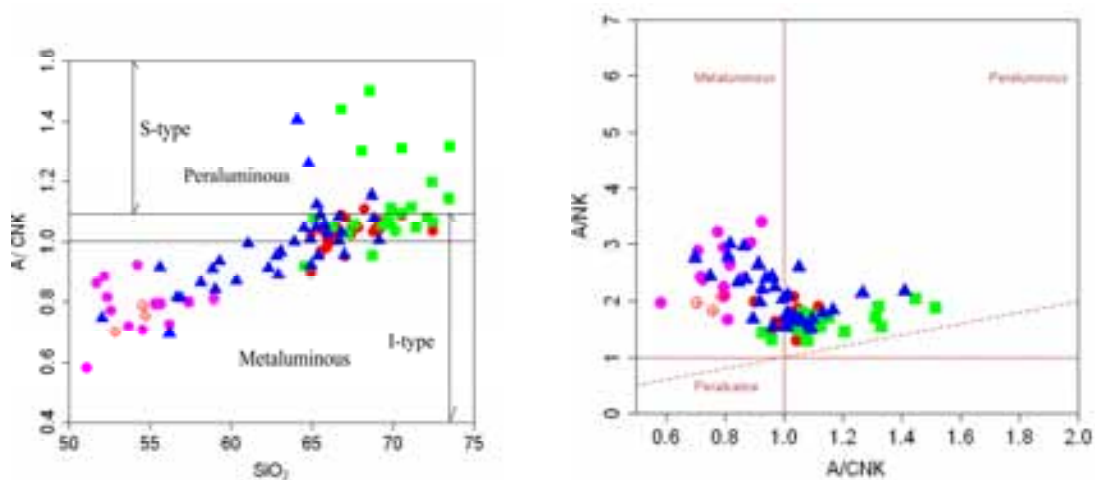 1.6
1.4
1.2
1.0
0.8
0.6
0.4
A/ CNK
S-type
Peraluminous
Metaluminous
I-type
50
55
60
65
70
75
SiO2
7
6
5
4
3
2
1
0
A/NK
Metaluminous
Peraluminous
Peralkaline
0.6
0.8
1.0
1.2
1.4
1.6
1.8
2.0
A/CNK